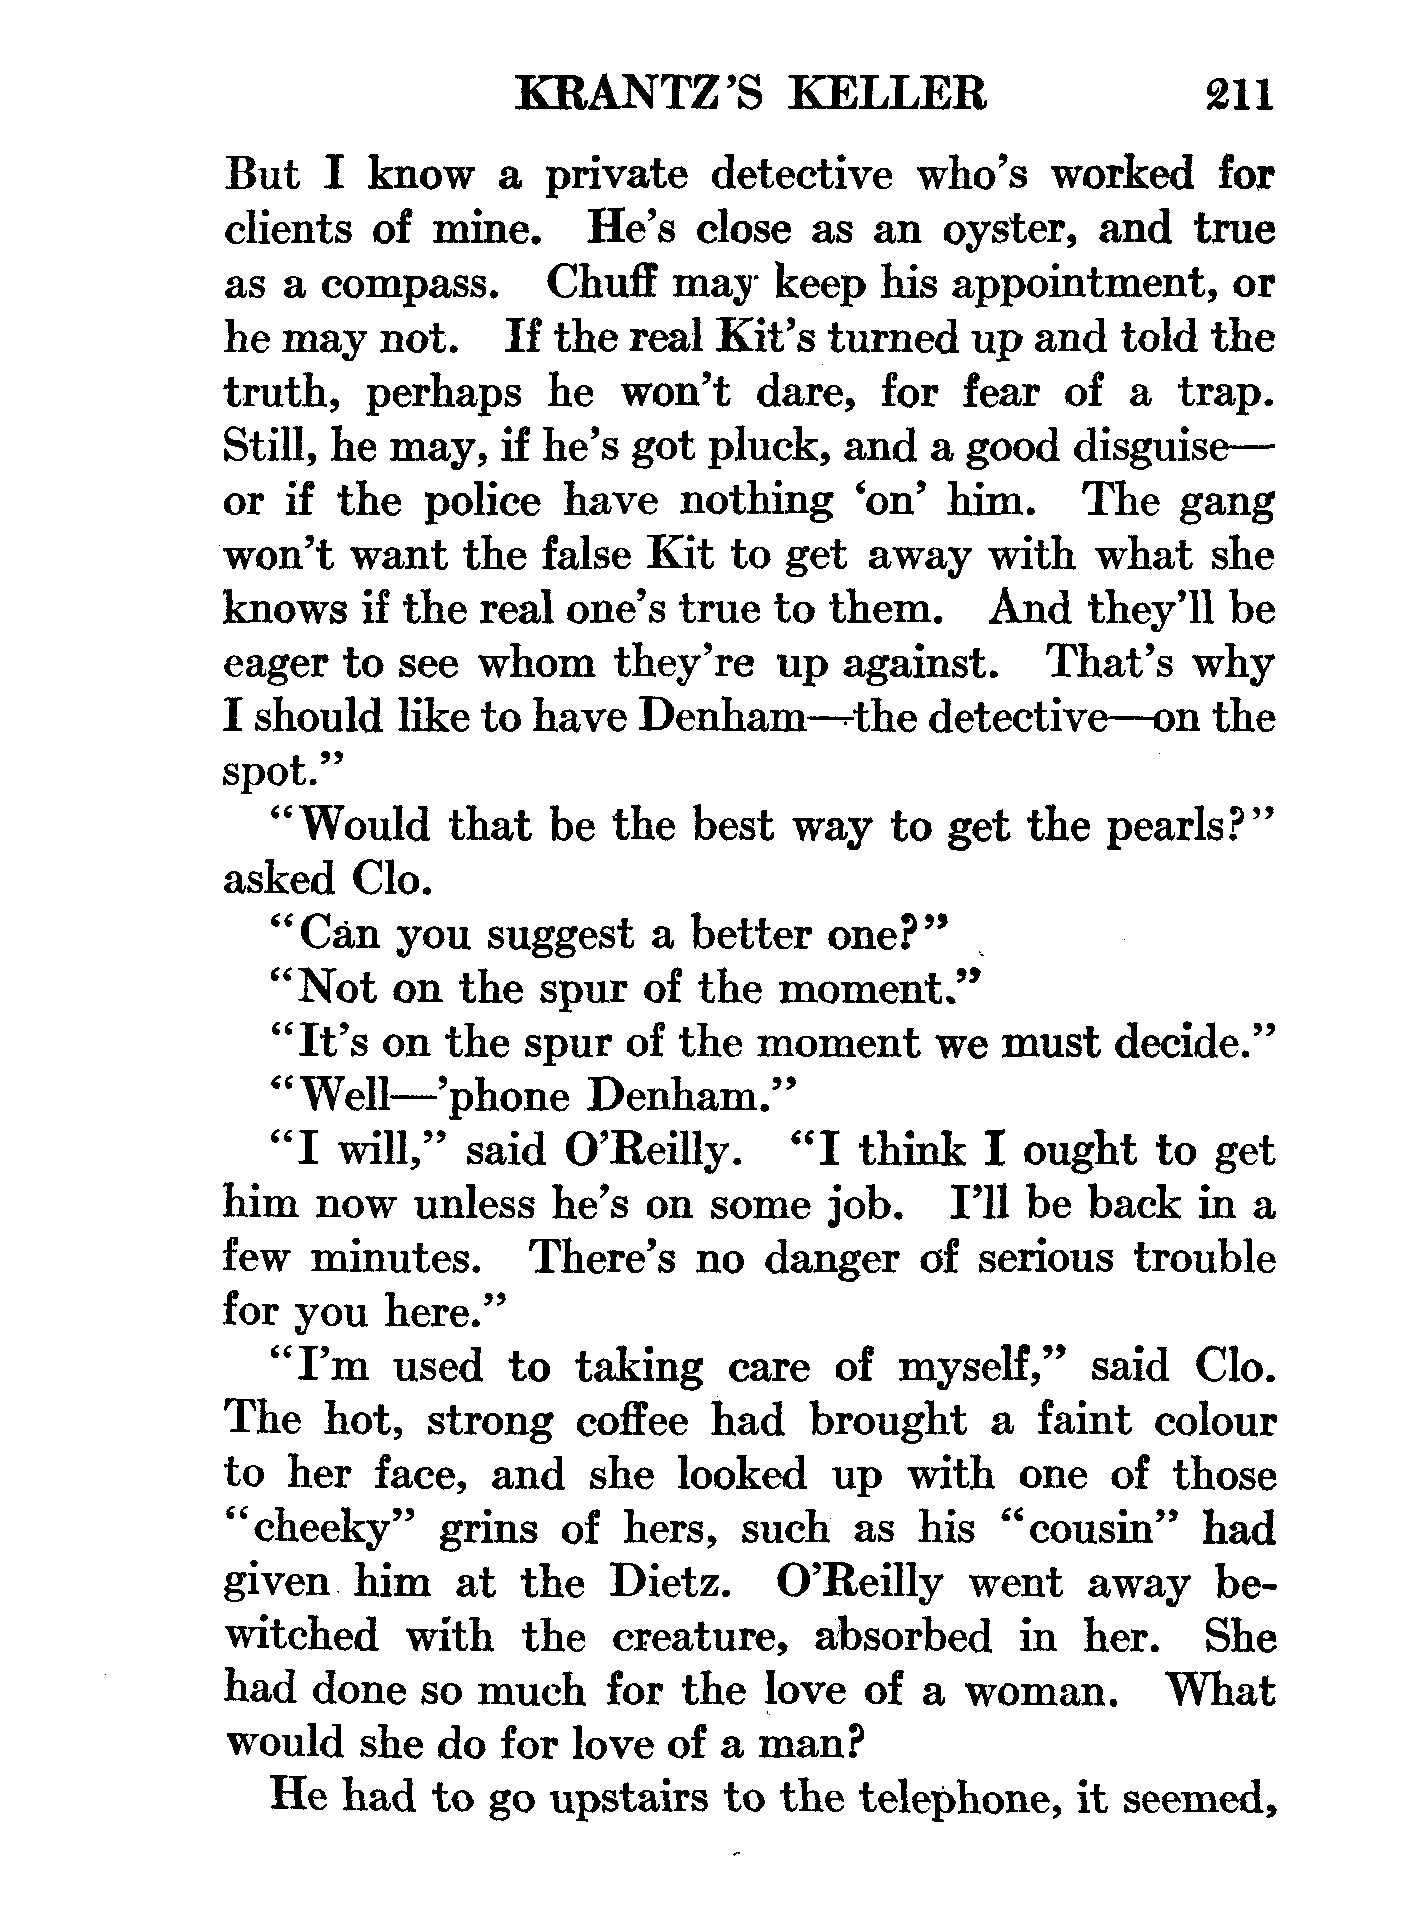 KRANTZ'S KELLER 211
But I know a private detective who's worked for
clients of mine. He's close as an oyster, and true
as a compass. Chuff may keep his appointment, or
he may not. If the real Kit's turned up and told the
truth, perhaps he won't dare, for fear of a trap.
Still, he may, if he's got pluck, and a good disguise—
or if the police have nothing 'on' him. The gang
won't want the false Kit to get away with what she
knows if the real one's true to them. And they'll be
eager to see whom they're up against. That's why
I should like to have Denham—the detective—on the
spot."
"Would that be the best way to get the pearls?"
asked Clo.
"Can you suggest a better one?"
"Not on the spur of the moment."
"It's on the spur of the moment we must decide."
"Well—'phone Denham."
"I will," said O'Reilly. "I think I ought to get
him now unless he's on some job. I'll be back in a
few minutes. There's no danger of serious trouble
for you here."
"I'm used to taking care of myself," said Clo.
The hot, strong coffee had brought a faint colour
to her face, and she looked up with one of those
"cheeky" grins of hers, such as his "cousin" had
given him at the Dietz. O'Reilly went away be-
witched with the creature, absorbed in her. She
had done so much for the love of a woman. What
would she do for love of a man?
He had to go upstairs to the telephone, it seemed,